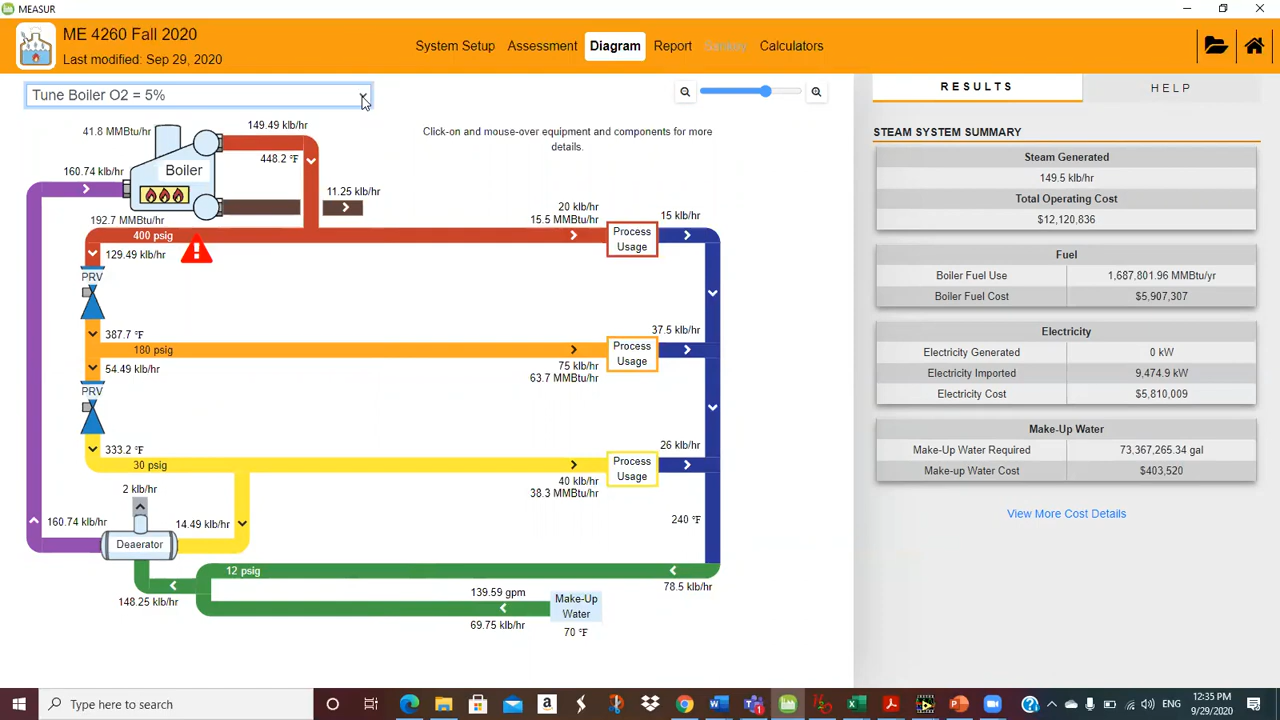 MEASUR
ME 4260 Fall 2020
Last modified: Sep 29, 2020
System Setup
Assessment
Diagram
Report
Sankey
Calculators
Tune Boiler O2 = 5%
Click-on and mouse-over equipment and components for more
details.
41.8 MMBtu/hr
149.49 klb/hr
448.2 °F
160.74 klb/hr
Boiler
11.25 klb/hr
192.7 MMBtu/hr
400 psig
129.49 klb/hr
20 klb/hr
15.5 MMBtu/hr
Process
Usage
15 klb/hr
PRV
387.7 °F
180 psig
54.49 klb/hr
75 klb/hr
63.7 MMBtu/hr
Process
Usage
37.5 klb/hr
PRV
333.2 °F
30 psig
40 klb/hr
38.3 MMBtu/hr
Process
Usage
26 klb/hr
2 klb/hr
160.74 klb/hr
14.49 klb/hr
240 °F
Deaerator
12 psig
148.25 klb/hr
78.5 klb/hr
139.59 gpm
69.75 klb/hr
Make-Up
Water
70 °F
RESULTS
HELP
STEAM SYSTEM SUMMARY
Steam Generated
149.5 klb/hr
Total Operating Cost
$12,120,836
Fuel
Boiler Fuel Use 1,687,801.96 MMBtu/yr
Boiler Fuel Cost $5,907,307
Electricity
Electricity Generated 0 kW
Electricity Imported 9,474.9 kW
Electricity Cost $5,810,009
Make-Up Water
Make-Up Water Required 73,367,265.34 gal
Make-up Water Cost $403,520
View More Cost Details
Type here to search
12:35 PM
9/29/2020